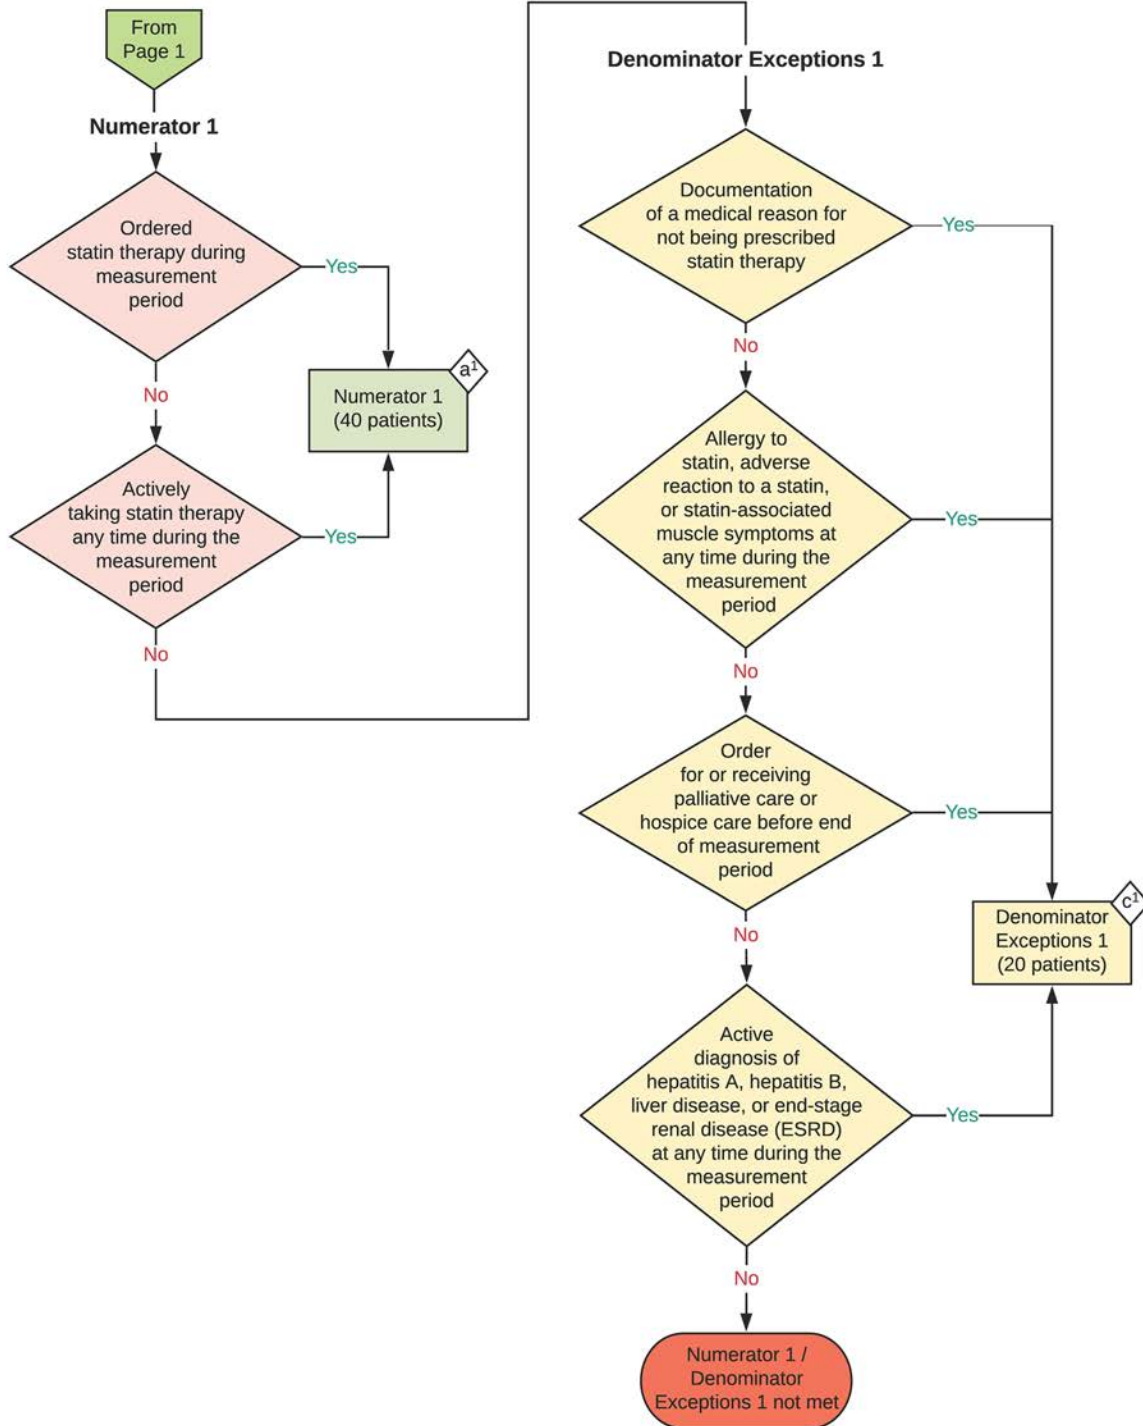 From
Page 1
Numerator 1
Ordered
statin therapy during
measurement
period
Yes
No
Numerator 1
(40 patients)
a¹
Actively
taking statin therapy
any time during the
measurement
period
Yes
No
Denominator Exceptions 1
Documentation
of a medical reason for
not being prescribed
statin therapy
Yes
No
Allergy to
statin, adverse
reaction to a statin,
or statin-associated
muscle symptoms at
any time during the
measurement
period
Yes
No
Order
for or receiving
palliative care or
hospice care before end
of measurement
period
Yes
No
Denominator
Exceptions 1
(20 patients)
c¹
Active
diagnosis of
hepatitis A, hepatitis B,
liver disease, or end-stage
renal disease (ESRD)
at any time during the
measurement
period
Yes
No
Numerator 1 /
Denominator
Exceptions 1 not met